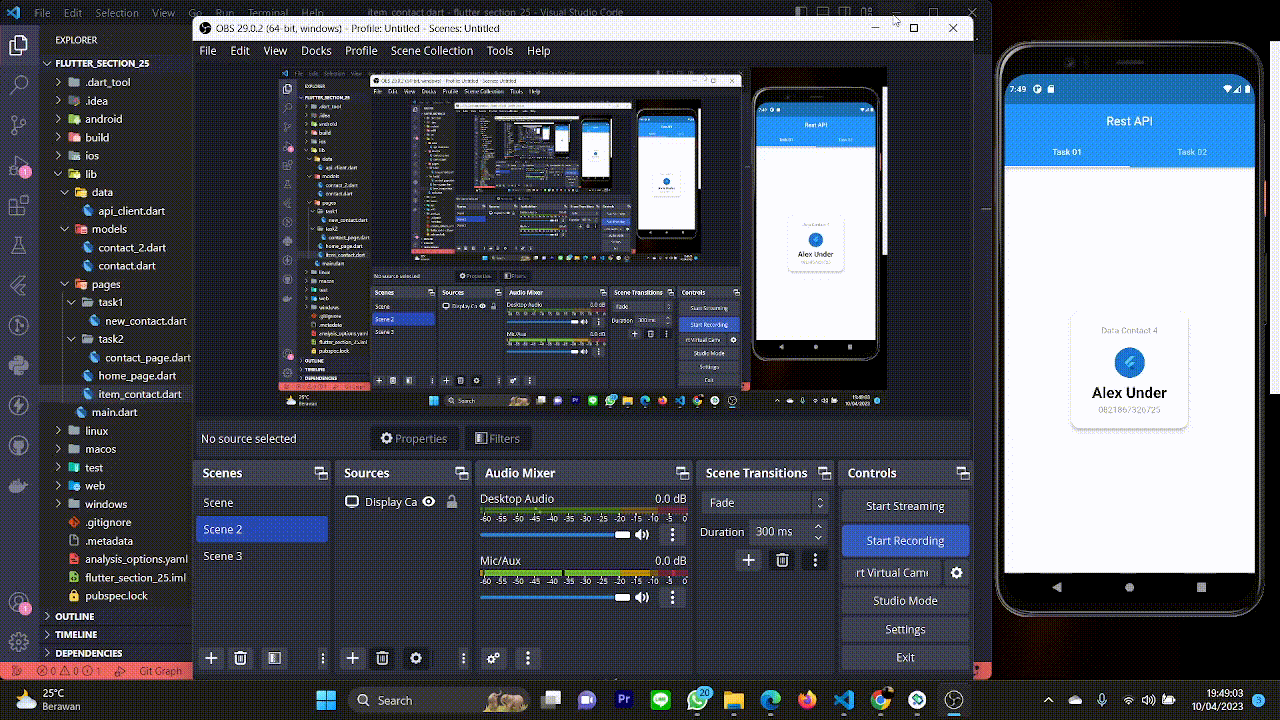 File Edit Selection View Go Run Terminal Help item_contact.dart - flutter_section_25 - Visual Studio Code
EXPLORER
FLUTTER_SECTION_25
.dart_tool
.idea
android
build
ios
lib
data
api_client.dart
models
contact_2.dart
contact.dart
pages
task1
new_contact.dart
task2
contact_page.dart
home_page.dart
item_contact.dart
main.dart
linux
macos
test
web
windows
.gitignore
.metadata
analysis_options.yaml
flutter_section_25.iml
pubspec.lock
OUTLINE
TIMELINE
DEPENDENCIES
0 0 1 Git Graph
1
1
OBS 29.0.2 (64-bit, windows) - Profile: Untitled - Scenes: Untitled
File Edit View Docks Profile Scene Collection Tools Help
No source selected
Properties
Filters
Scenes
Scene
Scene 2
Scene 3
Sources
Display Ca
Audio Mixer
Desktop Audio 0.0 dB
-60 -55 -50 -45 -40 -35 -30 -25 -20 -15 -10 -5 0
Mic/Aux 0.0 dB
-60 -55 -50 -45 -40 -35 -30 -25 -20 -15 -10 -5 0
Scene Transitions
Fade
Duration 300 ms
Controls
Start Streaming
Start Recording
rt Virtual Cam
Studio Mode
Settings
Exit
7:49
Rest API
Task 01 Task 02
Data Contact 4
Alex Under
0821867326725
25°C
Berawan
Search
Pr
20
19:49:03
10/04/2023
3